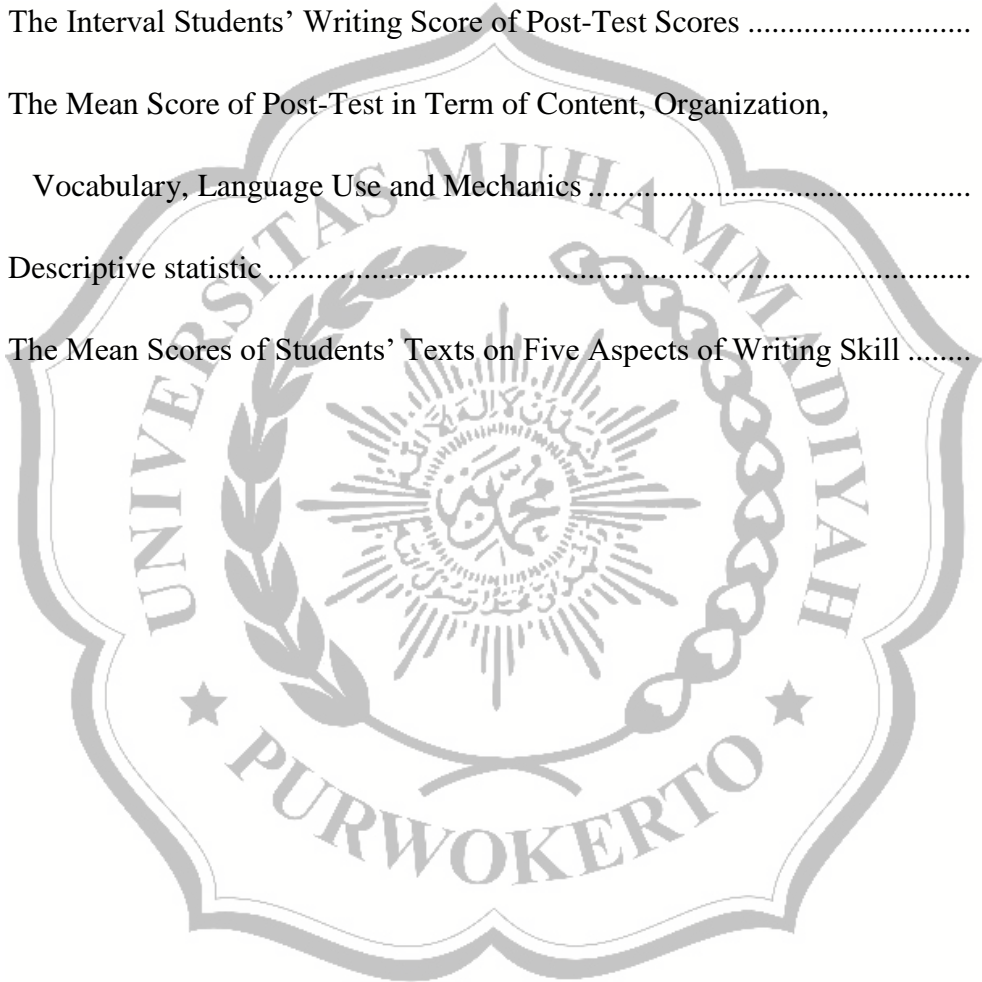 The Interval Students’ Writing Score of Post-Test Scores ............................
The Mean Score of Post-Test in Term of Content, Organization,
Vocabulary, Language Use and Mechanics ................................................
Descriptive statistic ........................................................................................
The Mean Scores of Students’ Texts on Five Aspects of Writing Skill ........
UNIVERSITAS MUHAMMADIYAH
PURWOKERTO